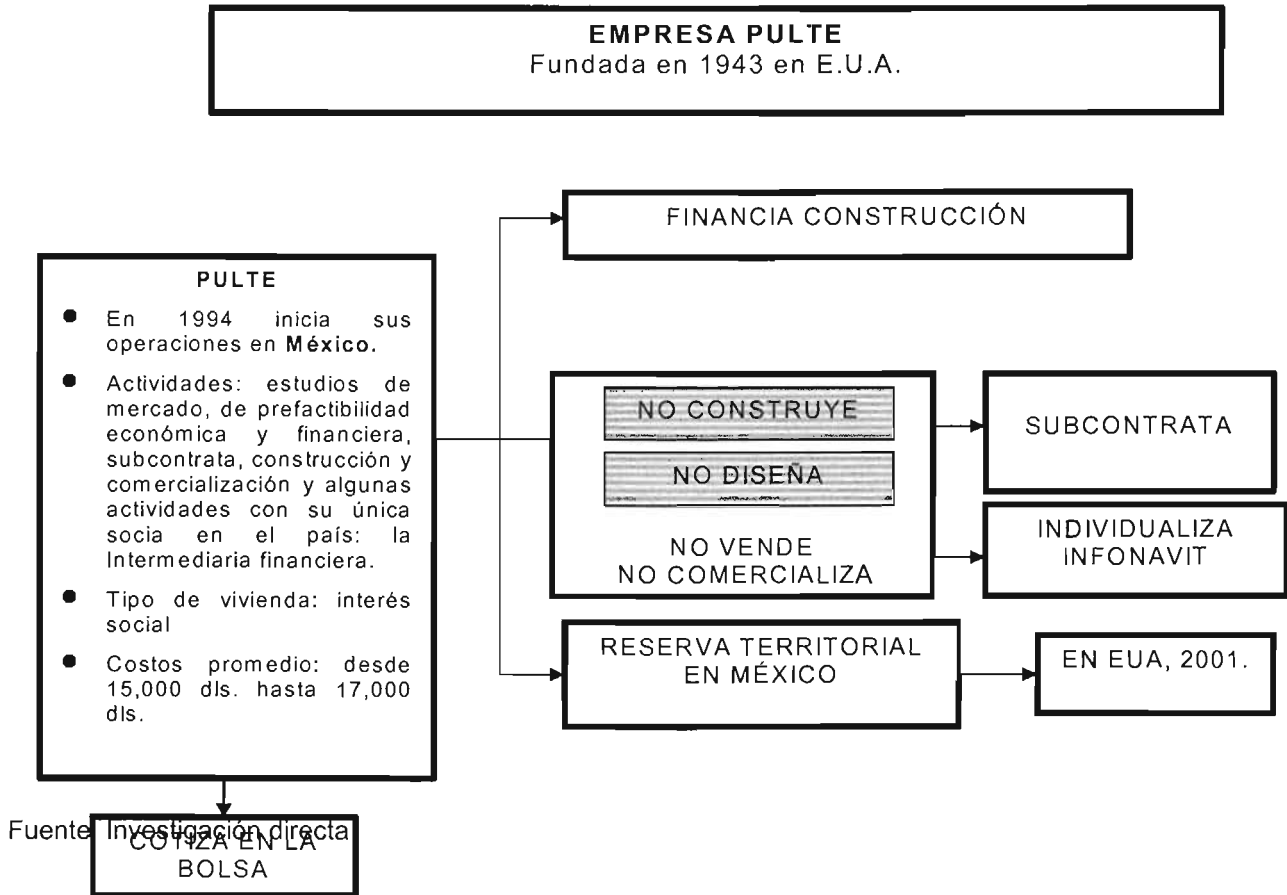 EMPRESA PULTE
Fundada en 1943 en E.U.A.
FINANCIA CONSTRUCCIÓN
PULTE
● En 1994 inicia sus
operaciones en México.
● Actividades: estudios de
mercado, de prefactibilidad
económica y financiera,
subcontrata, construcción y
comercialización y algunas
actividades con su única
socia en el país: la
Intermediaria financiera.
● Tipo de vivienda: interés
social
● Costos promedio: desde
15,000 dls. hasta 17,000
dls.
NO CONSTRUYE
NO DISEÑA
NO VENDE
NO COMERCIALIZA
SUBCONTRATA
INDIVIDUALIZA
INFONAVIT
RESERVA TERRITORIAL
EN MÉXICO
EN EUA, 2001.
Fuente Investigación directa
COTIZA EN LA
BOLSA